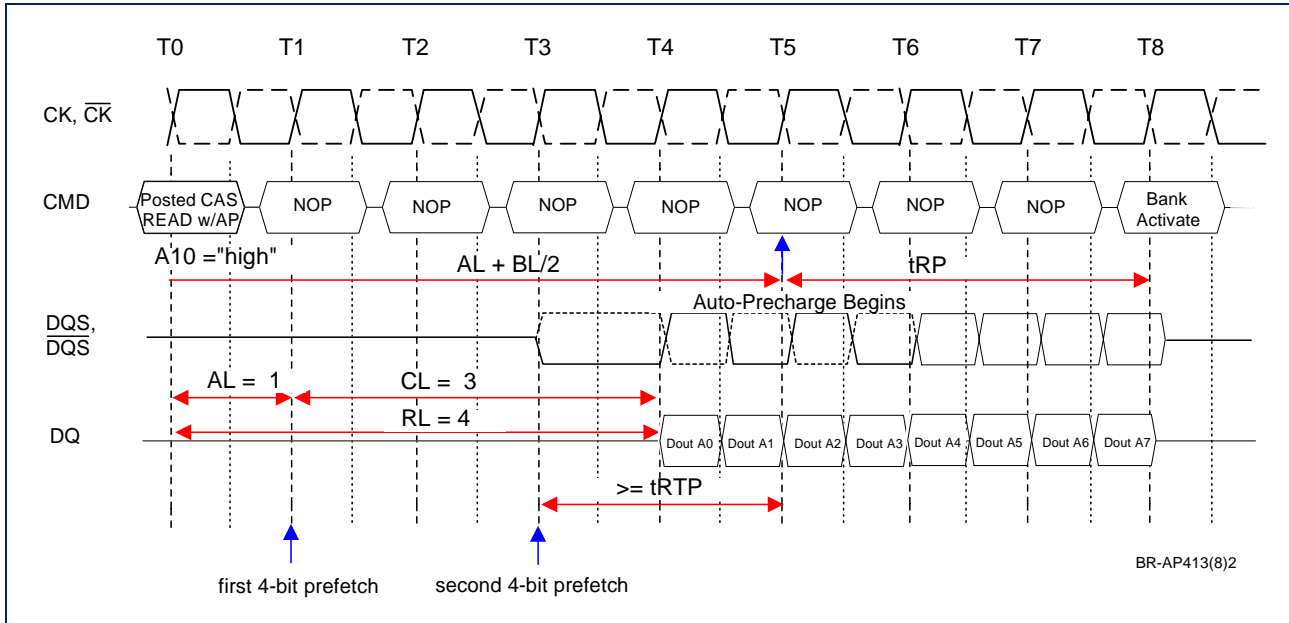 T0 T1 T2 T3 T4 T5 T6 T7 T8
CK, CK
CMD
Posted CAS
READ w/AP
NOP NOP NOP NOP NOP NOP NOP
Bank
Activate
A10 ="high"
AL + BL/2
tRP
Auto-Precharge Begins
DQS,
DQS
AL = 1
CL = 3
RL = 4
DQ
Dout A0 Dout A1 Dout A2 Dout A3 Dout A4 Dout A5 Dout A6 Dout A7
>= tRTP
BR-AP413(8)2
first 4-bit prefetch
second 4-bit prefetch